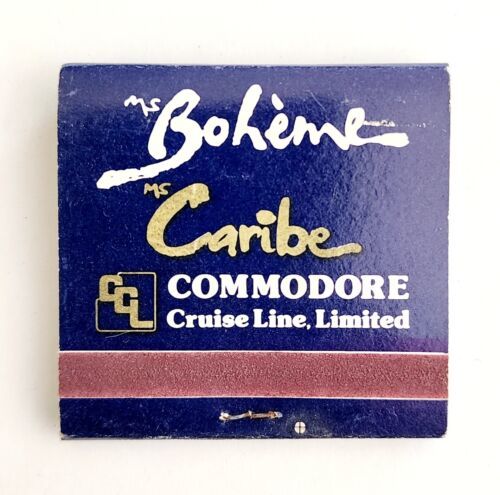 MS
Bohème
MS
Caribe
CCL
COMMODORE
Cruise Line, Limited